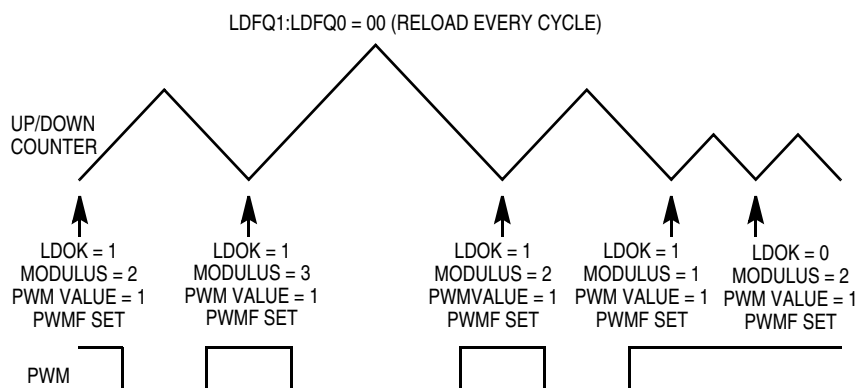 LDFQ1:LDFQ0 = 00 (RELOAD EVERY CYCLE)
UP/DOWN
COUNTER
LDOK = 1
MODULUS = 2
PWM VALUE = 1
PWMF SET
LDOK = 1
MODULUS = 3
PWM VALUE = 1
PWMF SET
LDOK = 1
MODULUS = 2
PWMVALUE = 1
PWMF SET
LDOK = 1
MODULUS = 1
PWM VALUE = 1
PWMF SET
LDOK = 0
MODULUS = 2
PWM VALUE = 1
PWMF SET
PWM